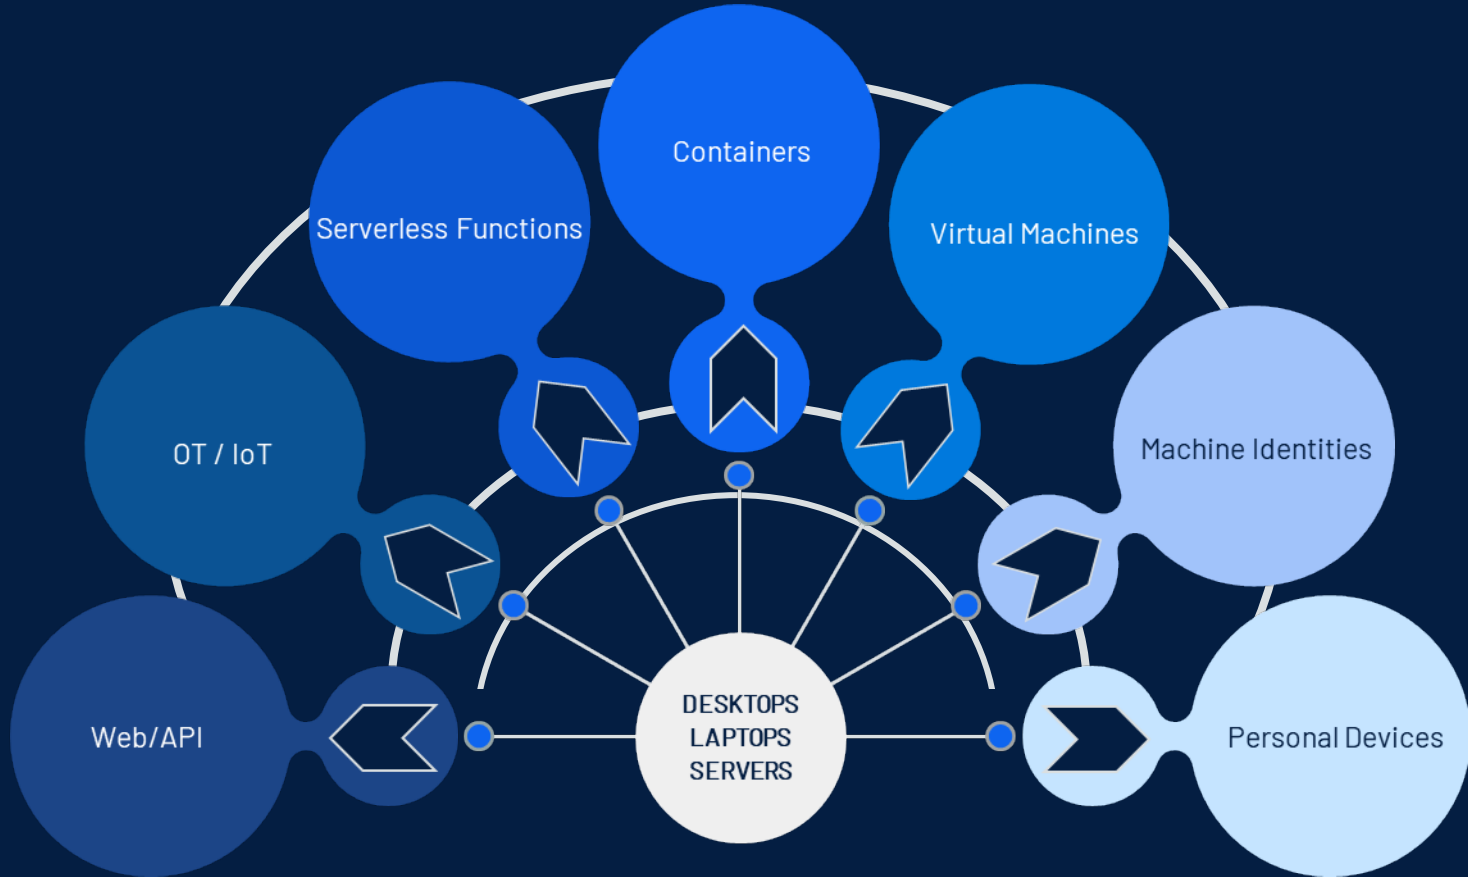 Containers
Serverless Functions
Virtual Machines
OT / IoT
Machine Identities
Web/API
DESKTOPS
LAPTOPS
SERVERS
Personal Devices